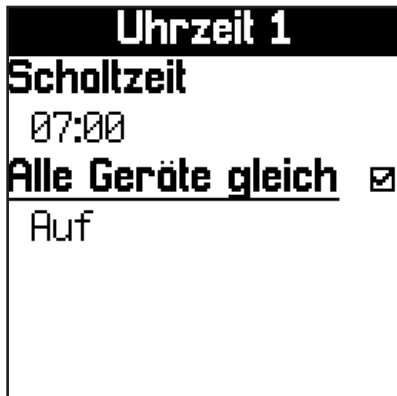 Uhrzeit 1
Schaltzeit
07:00
Alle Geräte gleich
Auf